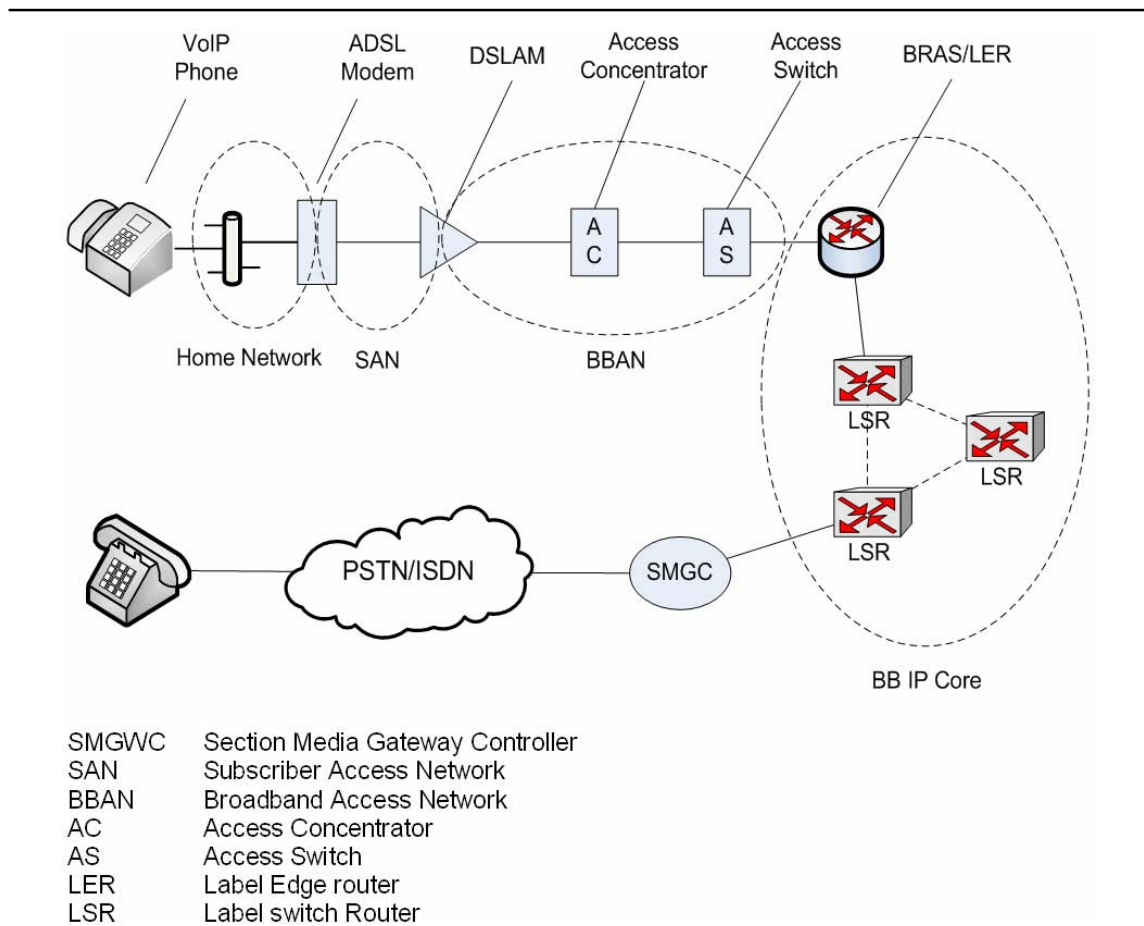 VoIP
Phone
ADSL
Modem
DSLAM
Access
Concentrator
Access
Switch
BRAS/LER
A
C
A
S
Home Network
SAN
BBAN
LSR
LSR
LSR
PSTN/ISDN
SMGC
BB IP Core
SMGWC Section Media Gateway Controller
SAN Subscriber Access Network
BBAN Broadband Access Network
AC Access Concentrator
AS Access Switch
LER Label Edge router
LSR Label switch Router